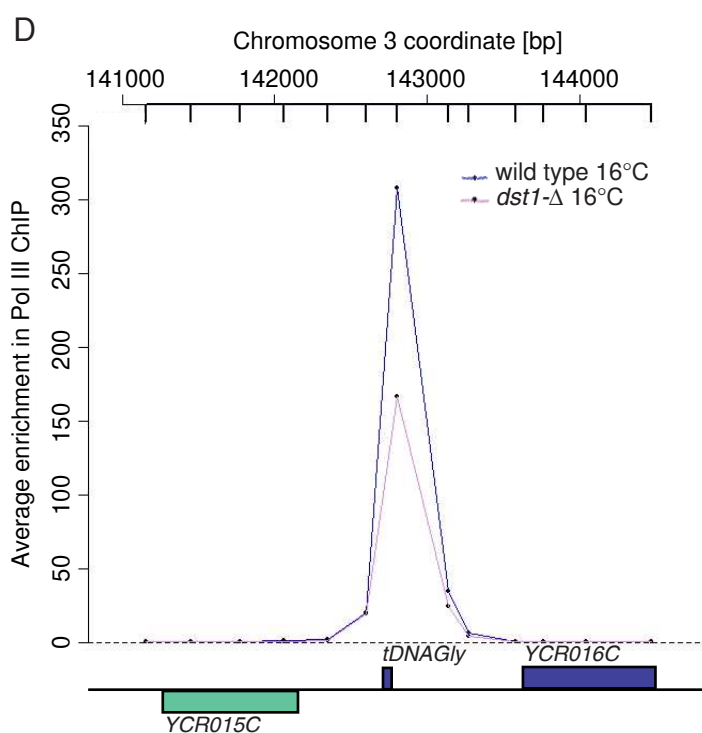 D
Chromosome 3 coordinate [bp]
141000 142000 143000 144000
350
300
250
200
150
100
50
0
Average enrichment in Pol III ChIP
wild type 16°C
dst1-Δ 16°C
tDNAGly YCR016C
YCR015C